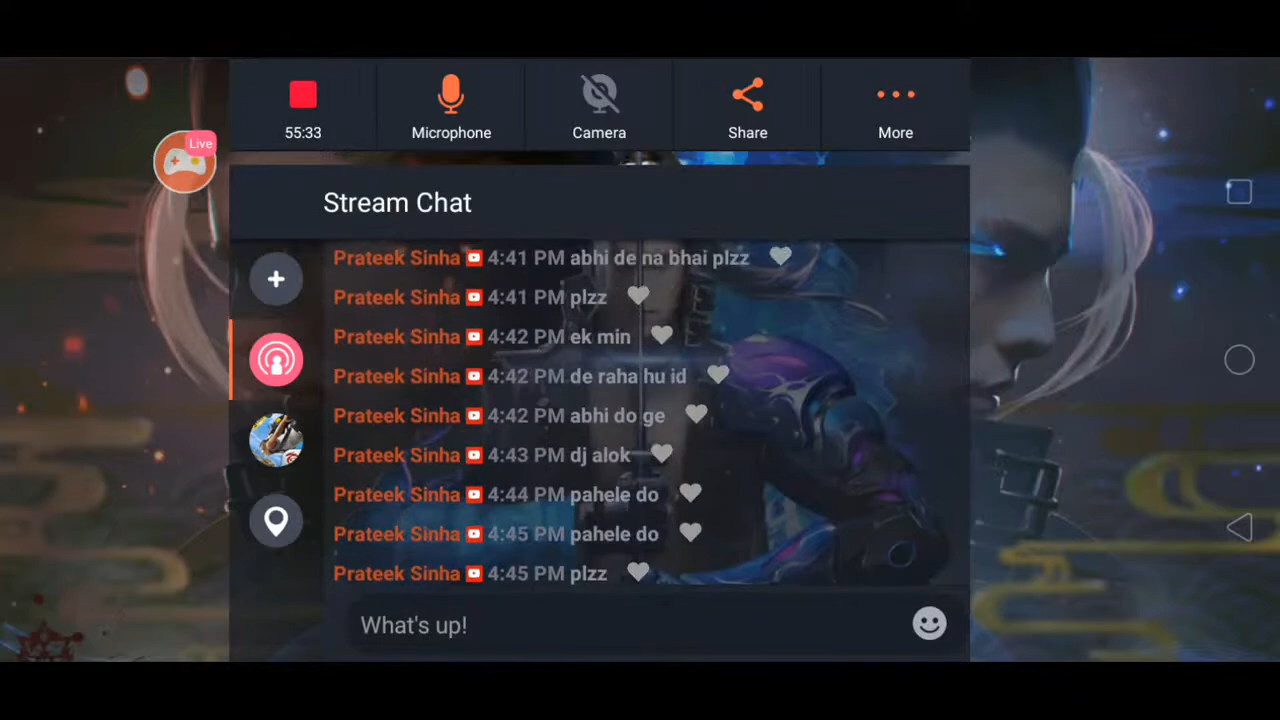 Live
55:33
Microphone
Camera
Share
More
Stream Chat
Prateek Sinha 4:41 PM abhi de na bhai plzz
Prateek Sinha 4:41 PM plzz
Prateek Sinha 4:42 PM ek min
Prateek Sinha 4:42 PM de raha hu id
Prateek Sinha 4:42 PM abhi do ge
Prateek Sinha 4:43 PM dj alok
Prateek Sinha 4:44 PM pahele do
Prateek Sinha 4:45 PM pahele do
Prateek Sinha 4:45 PM plzz
What's up!